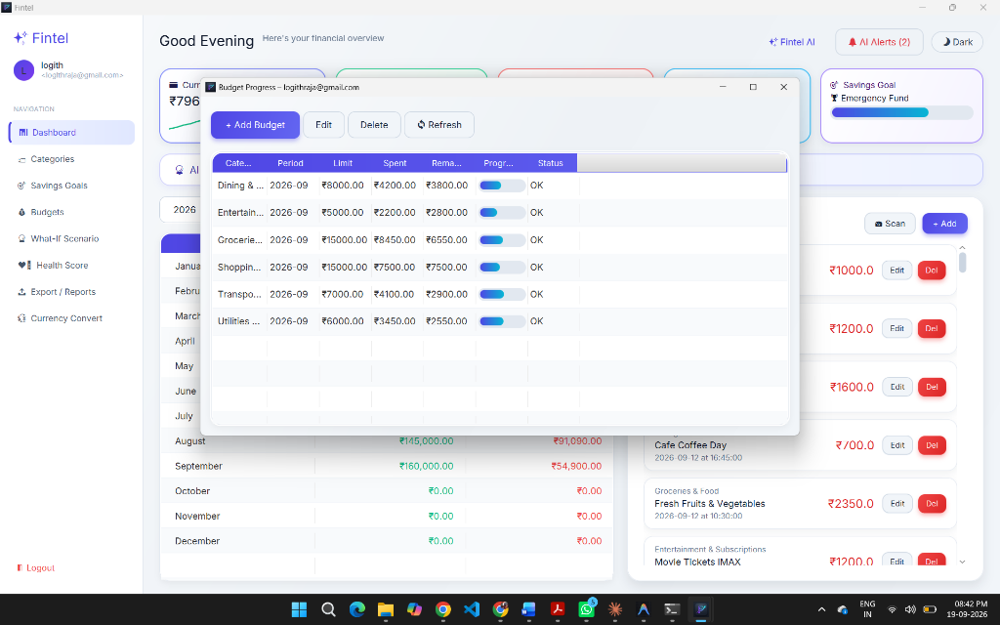 Fintel
Fintel
L
logith
<logithraja@gmail.com>
NAVIGATION
Dashboard
Categories
Savings Goals
Budgets
What-If Scenario
Health Score
Export / Reports
Currency Convert
Logout
Good Evening
Here's your financial overview
Fintel AI
AI Alerts (2)
Dark
Curr
₹796
Savings Goal
Emergency Fund
AI
2026
Budget Progress – logithraja@gmail.com
+ Add Budget
Edit
Delete
Refresh
Cate... Period Limit Spent Rema... Progr... Status
Dining & ... 2026-09 ₹8000.00 ₹4200.00 ₹3800.00 OK
Entertain... 2026-09 ₹5000.00 ₹2200.00 ₹2800.00 OK
Grocerie... 2026-09 ₹15000.00 ₹8450.00 ₹6550.00 OK
Shoppin... 2026-09 ₹15000.00 ₹7500.00 ₹7500.00 OK
Transpo... 2026-09 ₹7000.00 ₹4100.00 ₹2900.00 OK
Utilities ... 2026-09 ₹6000.00 ₹3450.00 ₹2550.00 OK
Janua
Febru
March
April
May
June
July
August ₹145,000.00 ₹91,090.00
September ₹160,000.00 ₹54,900.00
October ₹0.00 ₹0.00
November ₹0.00 ₹0.00
December ₹0.00 ₹0.00
Scan
+ Add
₹1000.0 Edit Del
₹1200.0 Edit Del
₹1600.0 Edit Del
Cafe Coffee Day
2026-09-12 at 16:45:00
₹700.0 Edit Del
Groceries & Food
Fresh Fruits & Vegetables
2026-09-12 at 10:30:00
₹2350.0 Edit Del
Entertainment & Subscriptions
Movie Tickets IMAX
₹1200.0 Edit Del
ENG
IN
08:42 PM
19-09-2026